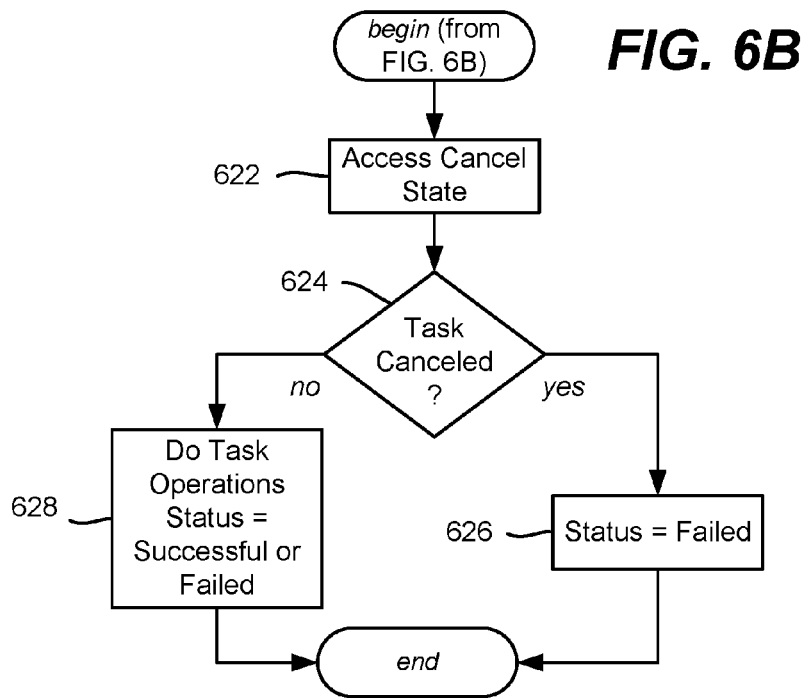 begin (from
FIG. 6B)
FIG. 6B
622
Access Cancel
State
624
Task
Canceled
?
no
yes
628
Do Task
Operations
Status =
Successful or
Failed
626
Status = Failed
end